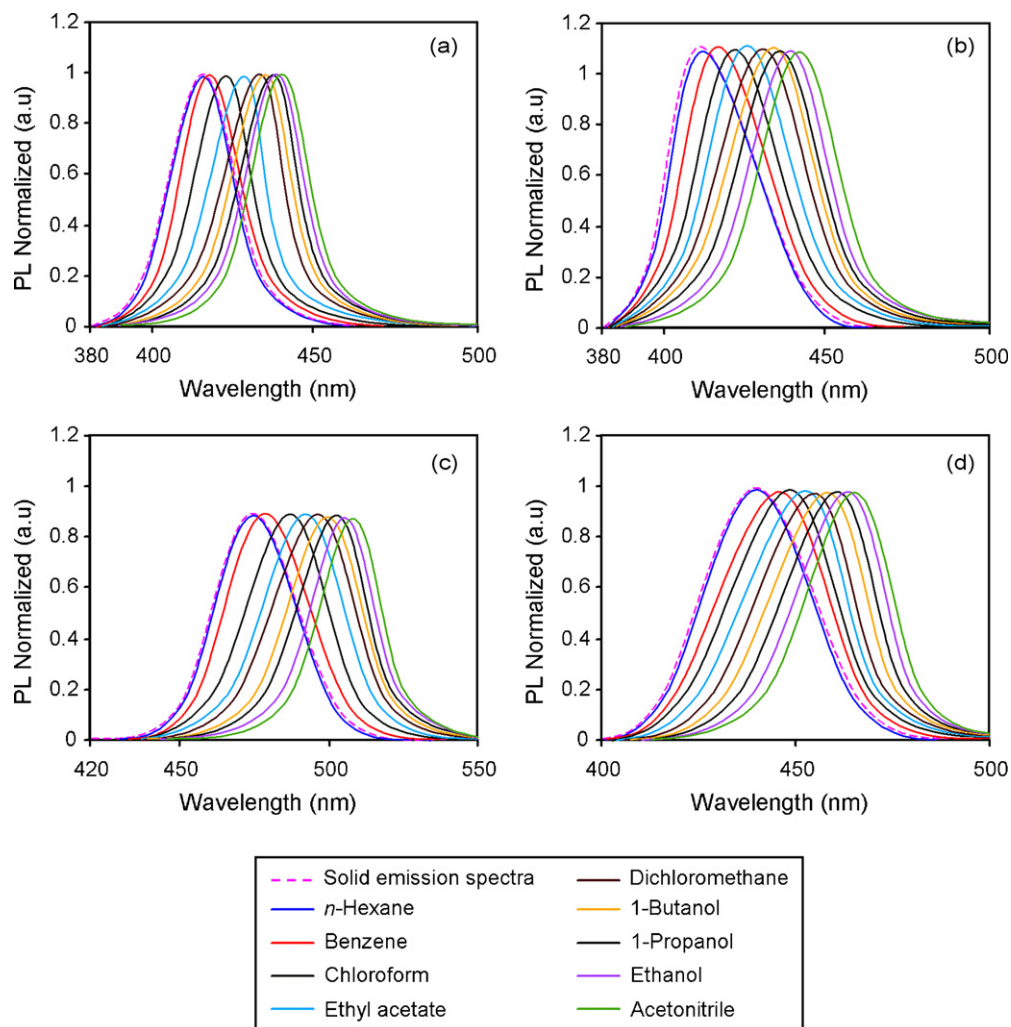 (a)
PL Normalized (a.u)
1.2
1
0.8
0.6
0.4
0.2
0
380 400 450 500
Wavelength (nm)
(b)
PL Normalized (a.u)
1.2
1
0.8
0.6
0.4
0.2
0
380 400 450 500
Wavelength (nm)
(c)
PL Normalized (a.u)
1.2
1
0.8
0.6
0.4
0.2
0
420 450 500 550
Wavelength (nm)
(d)
PL Normalized (a.u)
1.2
1
0.8
0.6
0.4
0.2
0
400 450 500
Wavelength (nm)
Solid emission spectra
n-Hexane
Benzene
Chloroform
Ethyl acetate
Dichloromethane
1-Butanol
1-Propanol
Ethanol
Acetonitrile